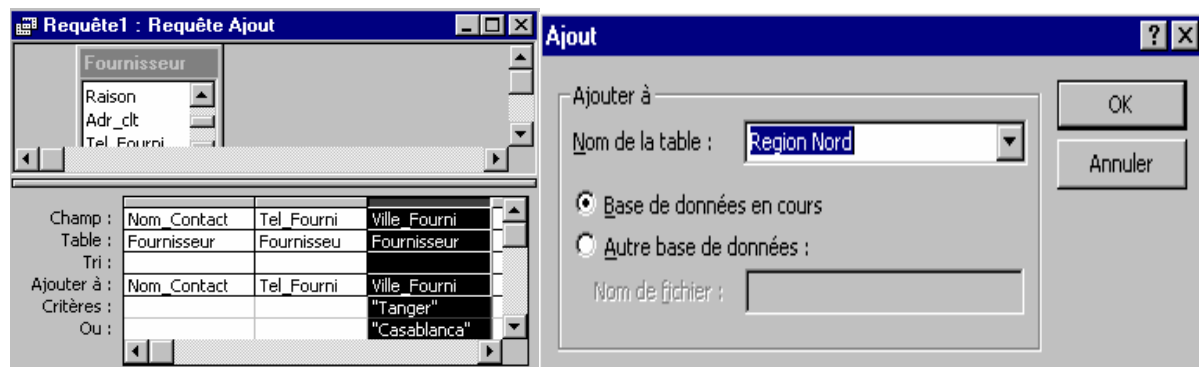 Requête1 : Requête Ajout
Fournisseur
Raison
Adr_clt
Tel_Fourni
Champ : Nom_Contact Tel_Fourni Ville_Fourni
Table : Fournisseur Fournisseu Fournisseur
Tri :
Ajouter à : Nom_Contact Tel_Fourni Ville_Fourni
Critères : "Tanger"
Ou : "Casablanca"
Ajout
Ajouter à
Nom de la table : Region Nord
Base de données en cours
Autre base de données :
Nom de fichier :
OK
Annuler